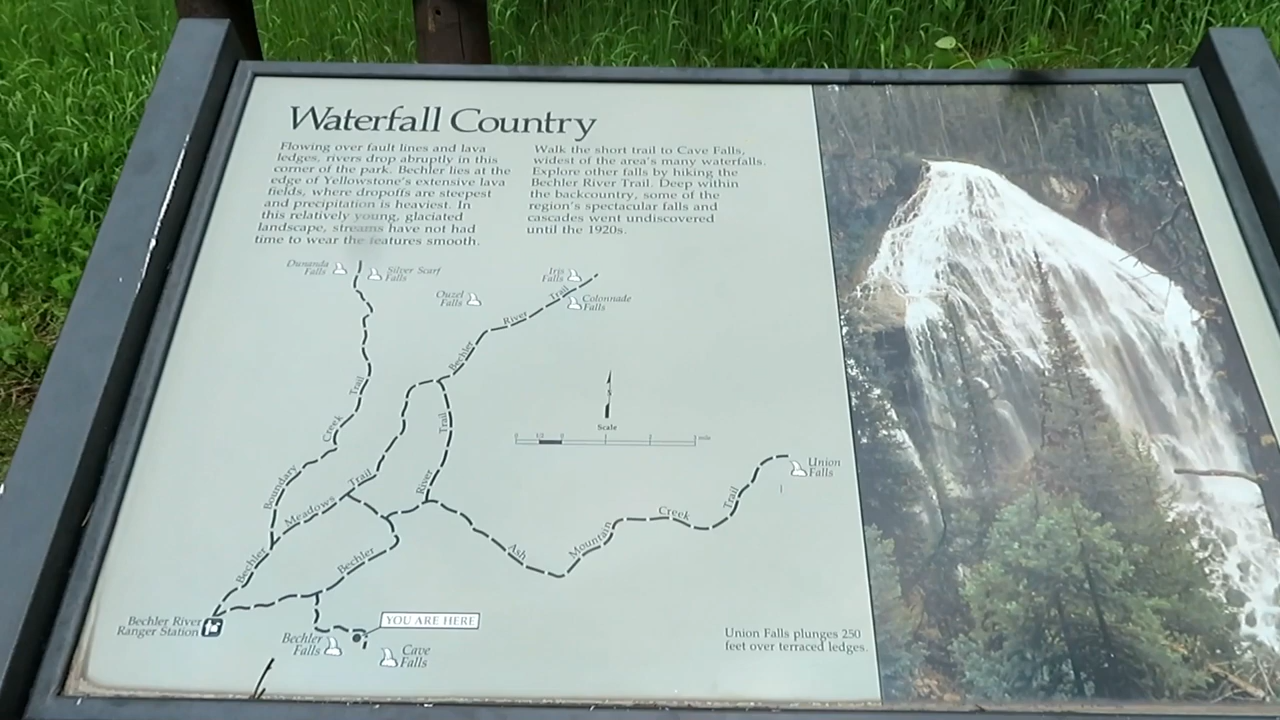 Waterfall Country
Flowing over fault lines and lava
ledges, rivers drop abruptly in this
corner of the park. Bechler lies at the
edge of Yellowstone's extensive lava
fields, where dropoffs are steepest
and precipitation is heaviest. In
this relatively young, glaciated
landscape, streams have not had
time to wear the features smooth.
Walk the short trail to Cave Falls,
widest of the area's many waterfalls.
Explore other falls by hiking the
Bechler River Trail. Deep within
the backcountry, some of the
region's spectacular falls and
cascades went undiscovered
until the 1920s.
Dunanda
Falls
Silver Scarf
Falls
Ouzel
Falls
Iris
Falls
Colonnade
Falls
Bechler River Trail
Boundary Creek Trail
Bechler Meadows Trail
River Trail
Bechler
Scale
Ash Mountain Creek Trail
Union
Falls
Bechler River
Ranger Station
YOU ARE HERE
Bechler
Falls
Cave
Falls
Union Falls plunges 250
feet over terraced ledges.